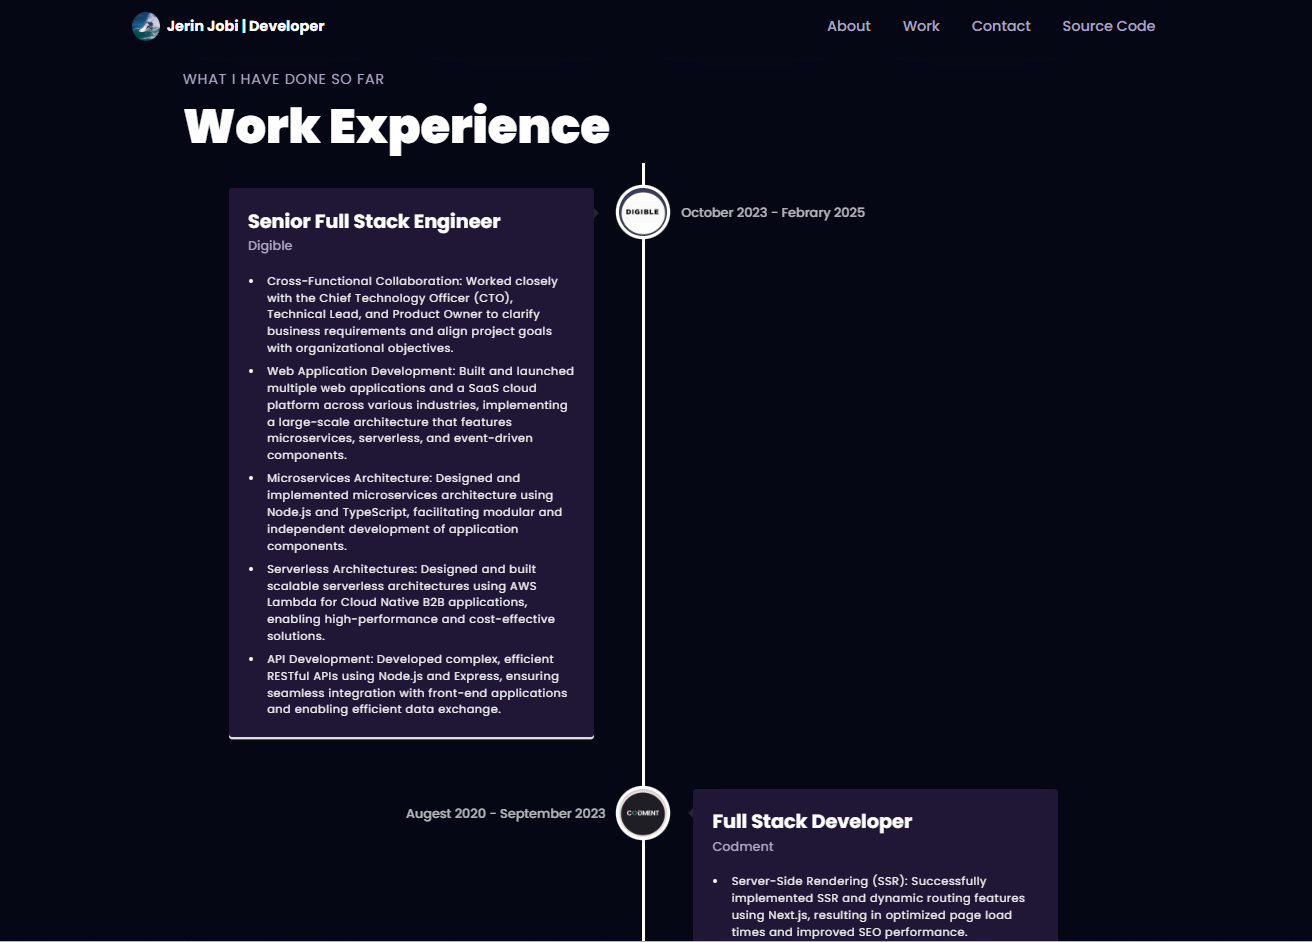 Jerin Jobi | Developer
About
Work
Contact
Source Code
WHAT I HAVE DONE SO FAR
Work Experience
Senior Full Stack Engineer
Digible
DIGIBLE
October 2023 - Febrary 2025
Cross-Functional Collaboration: Worked closely
with the Chief Technology Officer (CTO),
Technical Lead, and Product Owner to clarify
business requirements and align project goals
with organizational objectives.
Web Application Development: Built and launched
multiple web applications and a SaaS cloud
platform across various industries, implementing
a large-scale architecture that features
microservices, serverless, and event-driven
components.
Microservices Architecture: Designed and
implemented microservices architecture using
Node.js and TypeScript, facilitating modular and
independent development of application
components.
Serverless Architectures: Designed and built
scalable serverless architectures using AWS
Lambda for Cloud Native B2B applications,
enabling high-performance and cost-effective
solutions.
API Development: Developed complex, efficient
RESTful APIs using Node.js and Express, ensuring
seamless integration with front-end applications
and enabling efficient data exchange.
Augest 2020 - September 2023
CODMENT
Full Stack Developer
Codment
Server-Side Rendering (SSR): Successfully
implemented SSR and dynamic routing features
using Next.js, resulting in optimized page load
times and improved SEO performance.